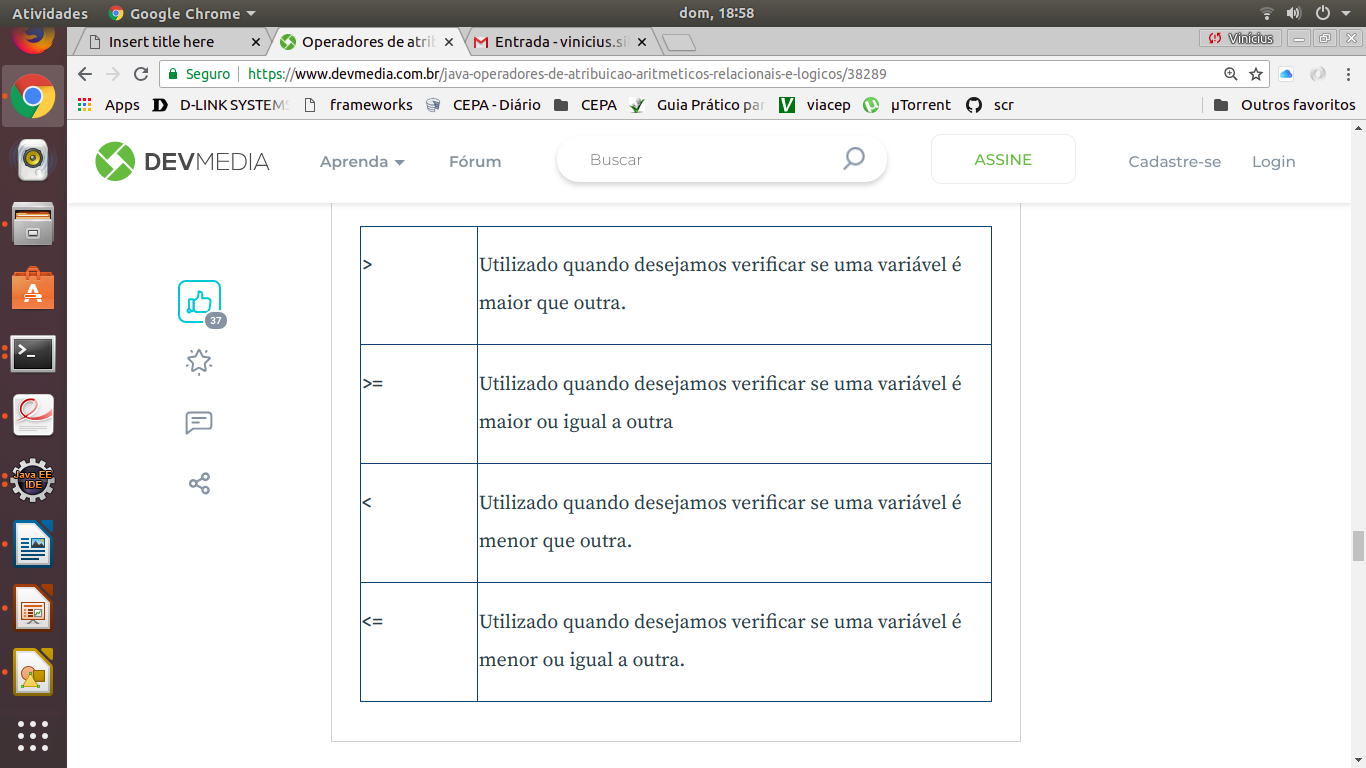 Atividades
Google Chrome
dom, 18:58
Insert title here
Operadores de atrib
Entrada - vinicius.si
Vinícius
Seguro
https://www.devmedia.com.br/java-operadores-de-atribuicao-aritmeticos-relacionais-e-logicos/38289
Apps
D-LINK SYSTEMS
frameworks
CEPA - Diário
CEPA
Guia Prático par
viacep
µTorrent
scr
Outros favoritos
DEVMEDIA
Aprenda
Fórum
Buscar
ASSINE
Cadastre-se
Login
>
Utilizado quando desejamos verificar se uma variável é
maior que outra.
37
>=
Utilizado quando desejamos verificar se uma variável é
maior ou igual a outra
<
Utilizado quando desejamos verificar se uma variável é
menor que outra.
Java EE
IDE
<=
Utilizado quando desejamos verificar se uma variável é
menor ou igual a outra.